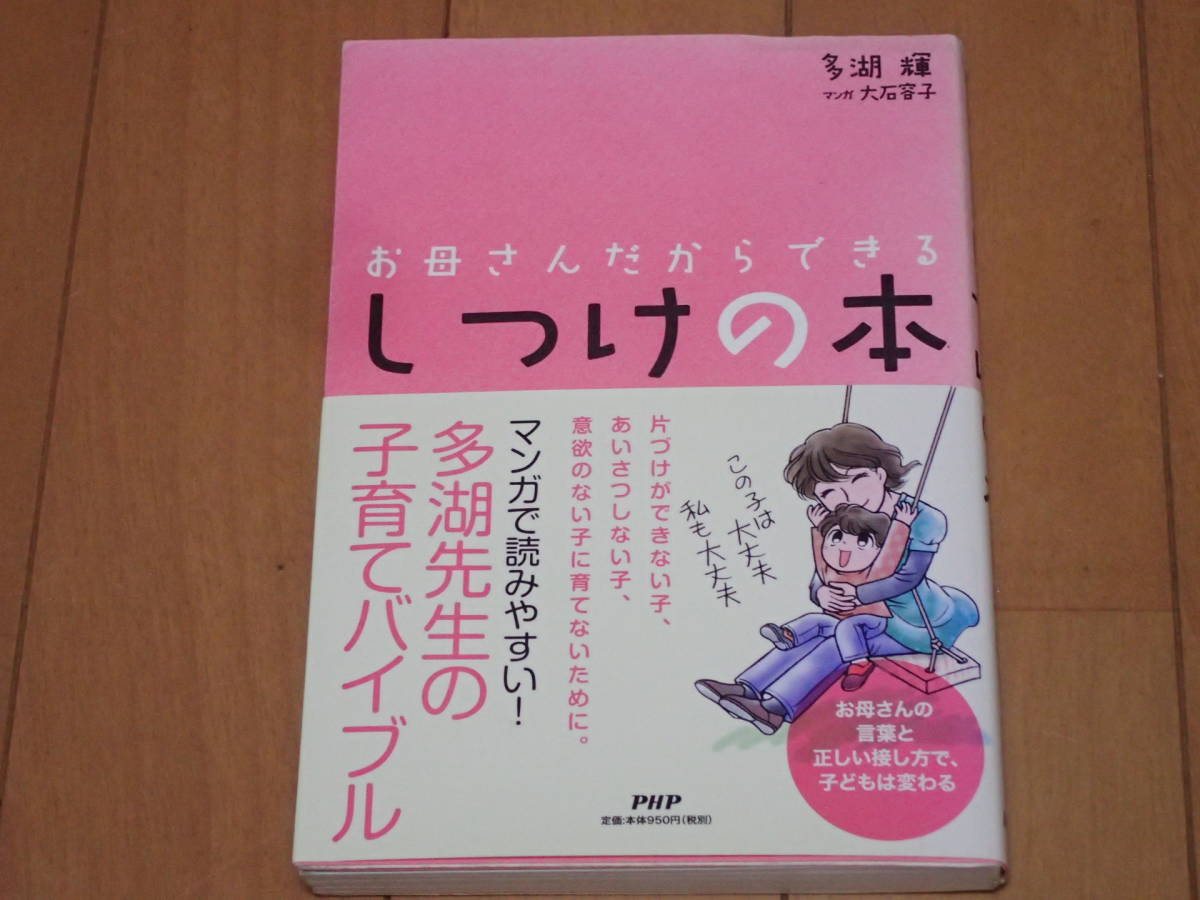 多湖 輝
マンガ 大石容子
お母さんだからできる
しつけの本
片づけができない子、
あいさつしない子、
意欲のない子に育てないために。
マンガで読みやすい!
多湖先生の
子育てバイブル
この子は大丈夫
私も大丈夫
お母さんの
言葉と
正しい接し方で、
子どもは変わる
PHP
定価:本体950円(税別)